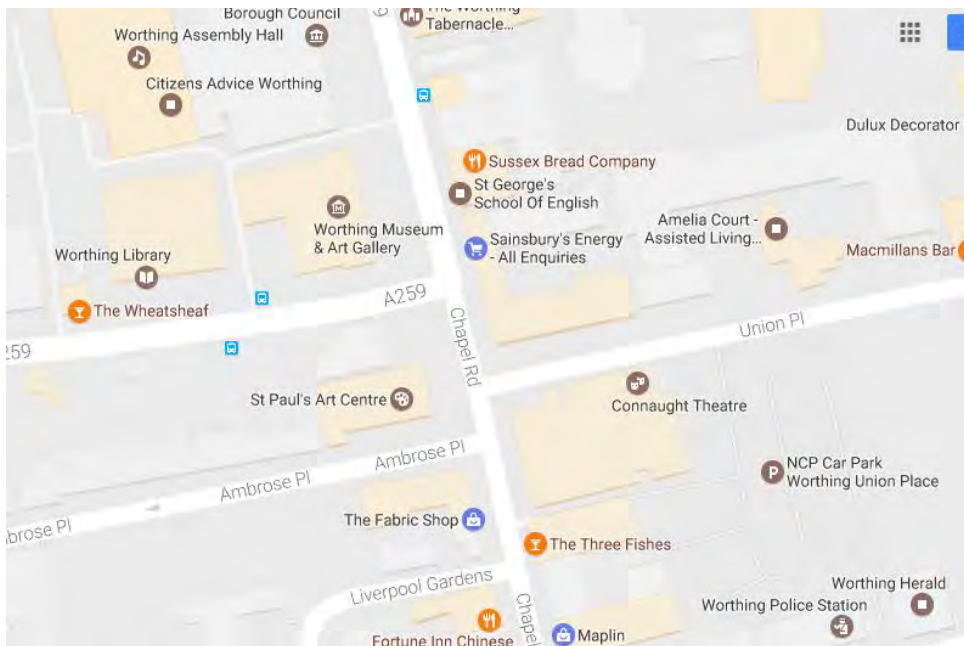 Borough Council
The Worthing
Tabernacle...
Worthing Assembly Hall
Citizens Advice Worthing
Dulux Decorator
Sussex Bread Company
St George's
School Of English
Worthing Museum
& Art Gallery
Amelia Court -
Assisted Living...
Sainsbury's Energy
- All Enquiries
Macmillans Bar
Worthing Library
A259
The Wheatsheaf
Chapel Rd
Union Pl
259
St Paul's Art Centre
Connaught Theatre
Ambrose Pl
Ambrose Pl
brose Pl
P
NCP Car Park
Worthing Union Place
The Fabric Shop
The Three Fishes
Liverpool Gardens
Chapel
Worthing Herald
Worthing Police Station
Fortune Inn Chinese
Maplin